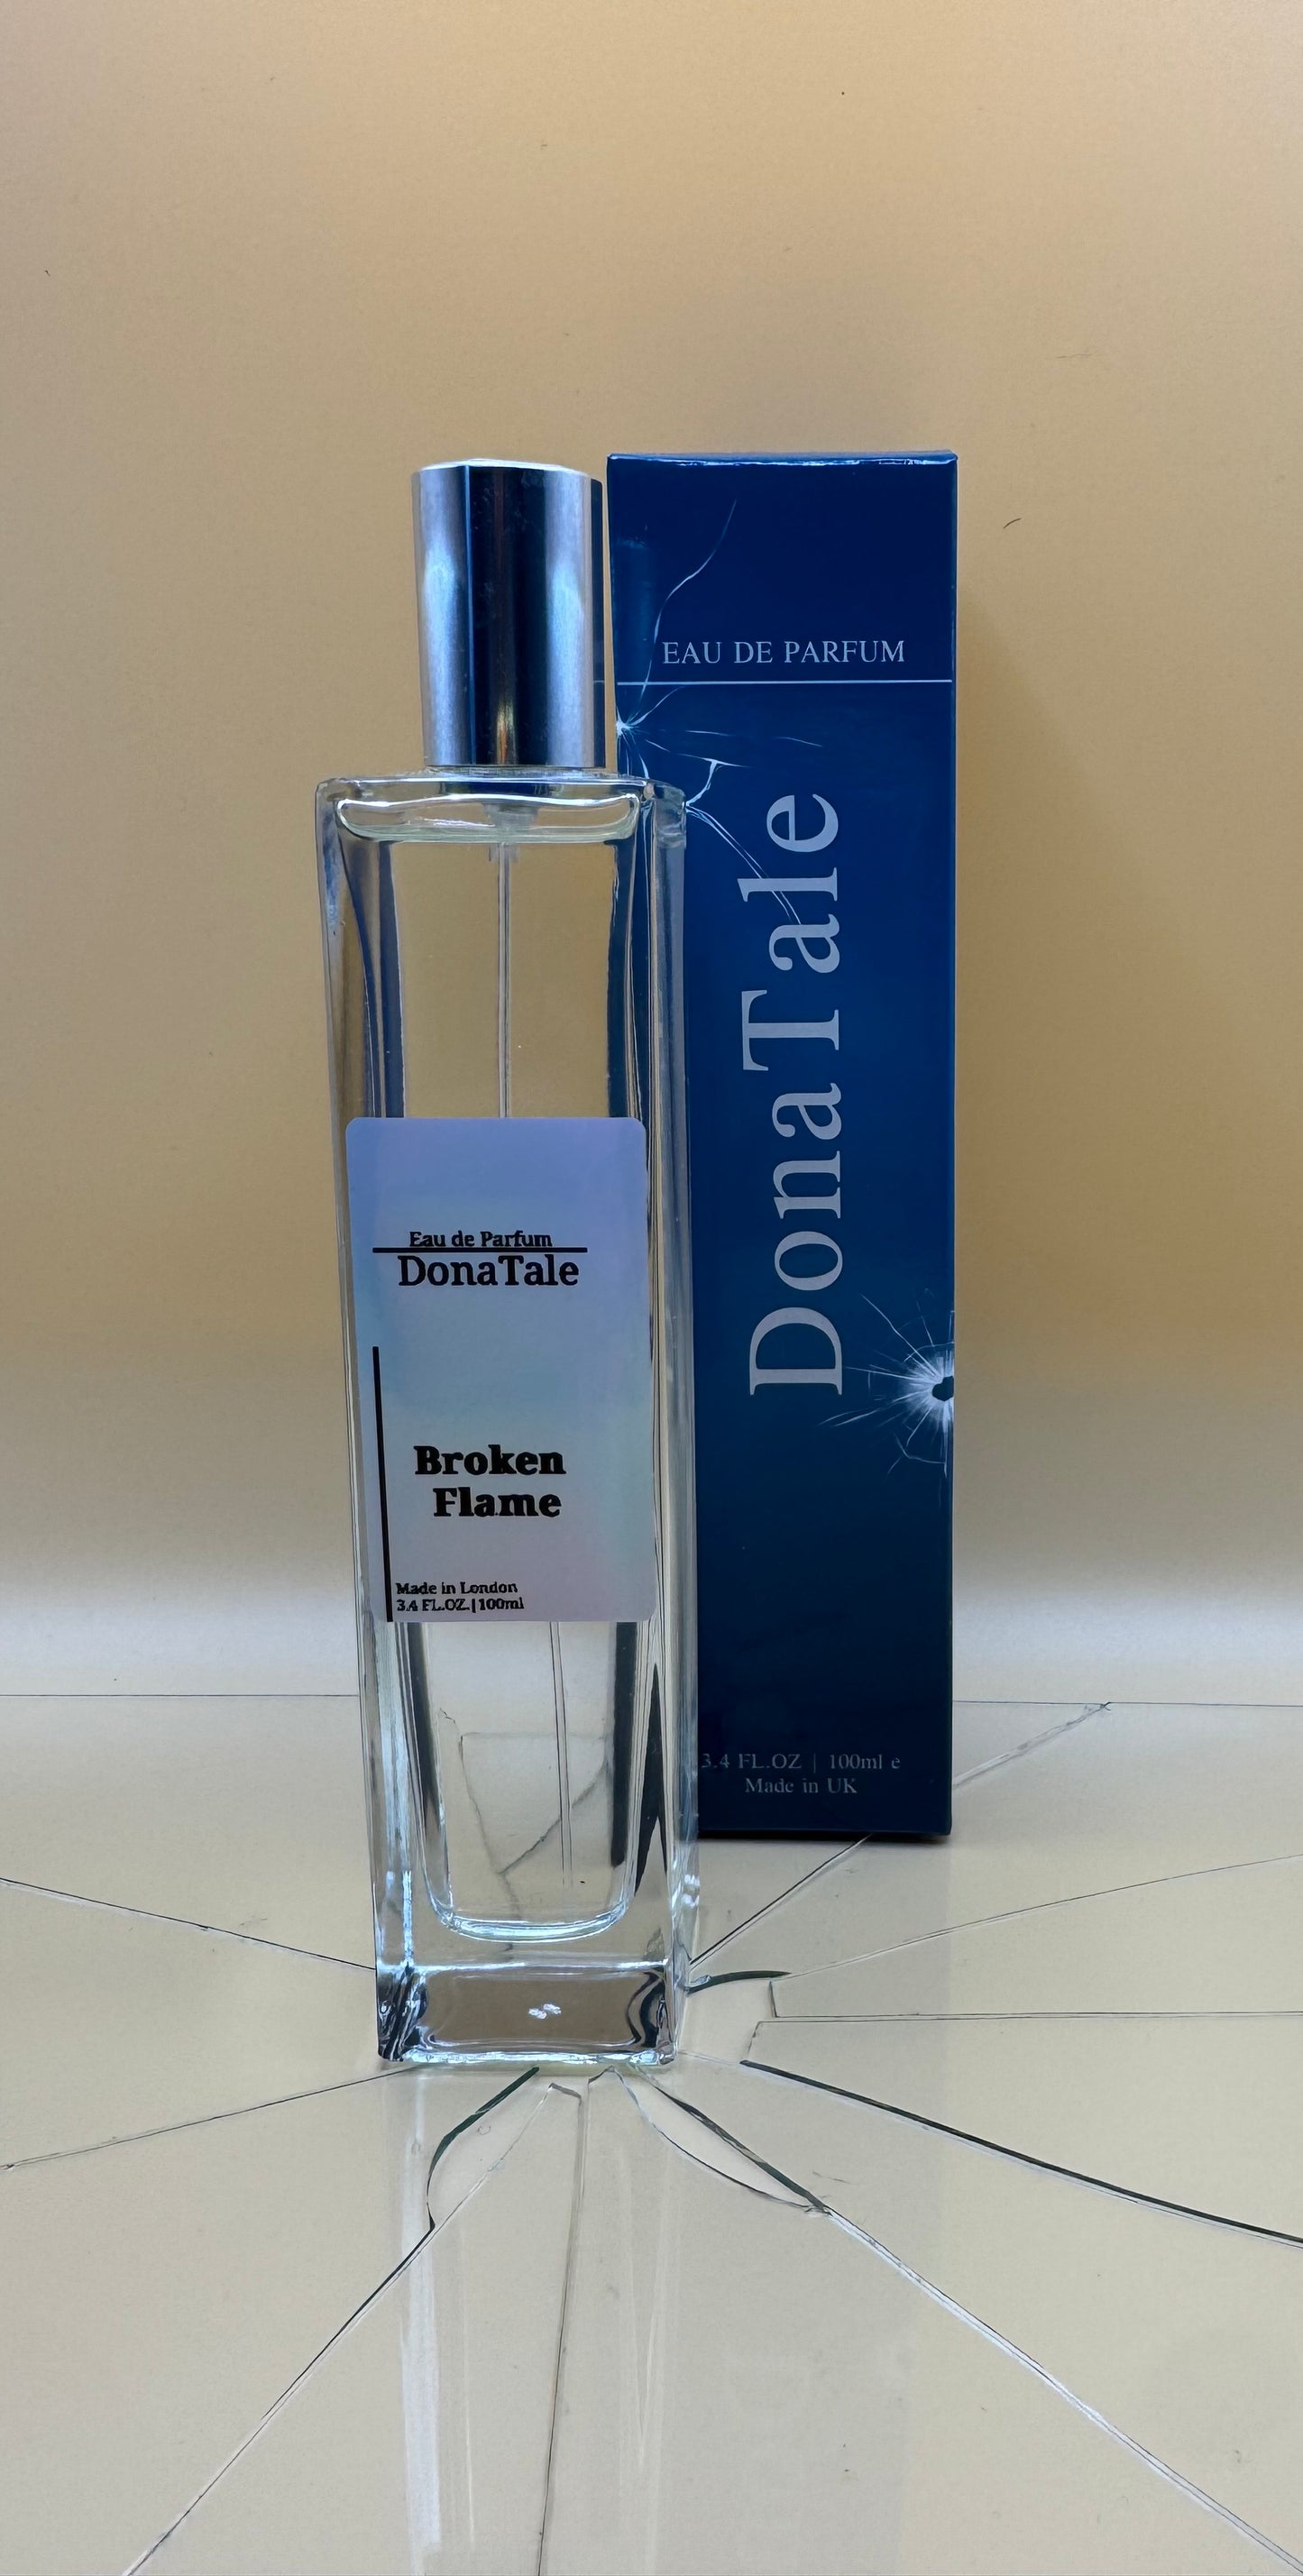 Eau de Parfum
DonaTale
Broken
Flame
Made in London
3.4 FL.OZ.|100ml
EAU DE PARFUM
DonaTale
3.4 FL.OZ | 100ml e
Made in UK